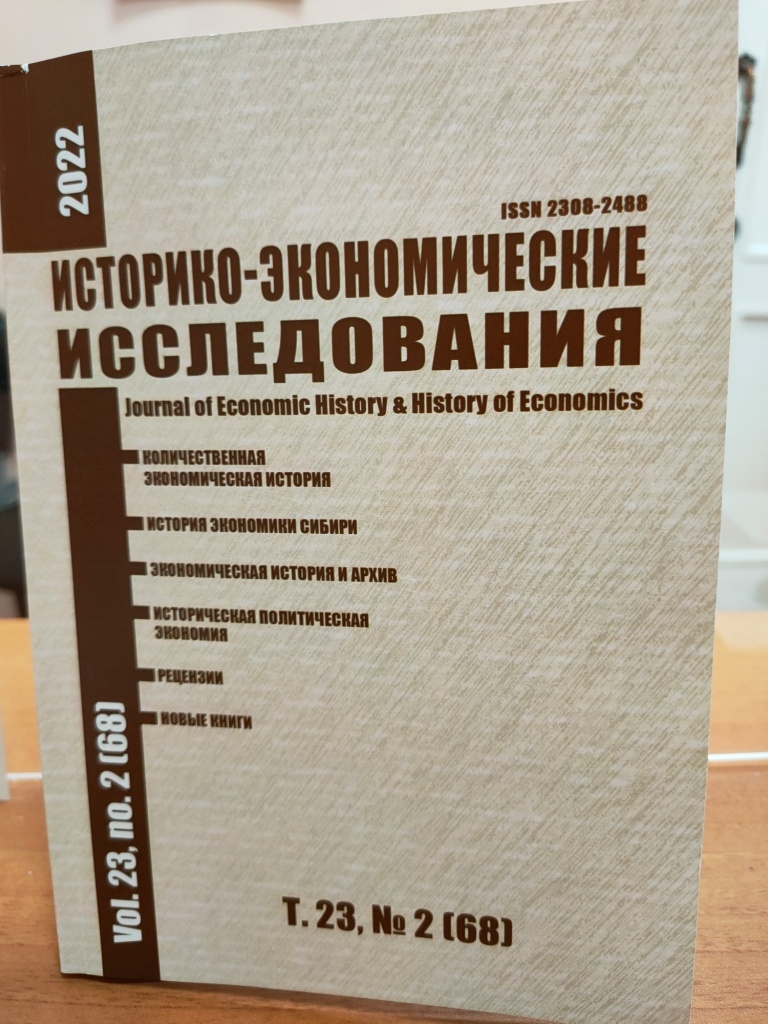 2022
ISSN 2308-2488
ИСТОРИКО-ЭКОНОМИЧЕСКИЕ
ИССЛЕДОВАНИЯ
Journal of Economic History & History of Economics
КОЛИЧЕСТВЕННАЯ
ЭКОНОМИЧЕСКАЯ ИСТОРИЯ
ИСТОРИЯ ЭКОНОМИКИ СИБИРИ
ЭКОНОМИЧЕСКАЯ ИСТОРИЯ И АРХИВ
ИСТОРИЧЕСКАЯ ПОЛИТИЧЕСКАЯ
ЭКОНОМИЯ
РЕЦЕНЗИИ
НОВЫЕ КНИГИ
Vol. 23, no. 2 (68)
Т. 23, № 2 (68)